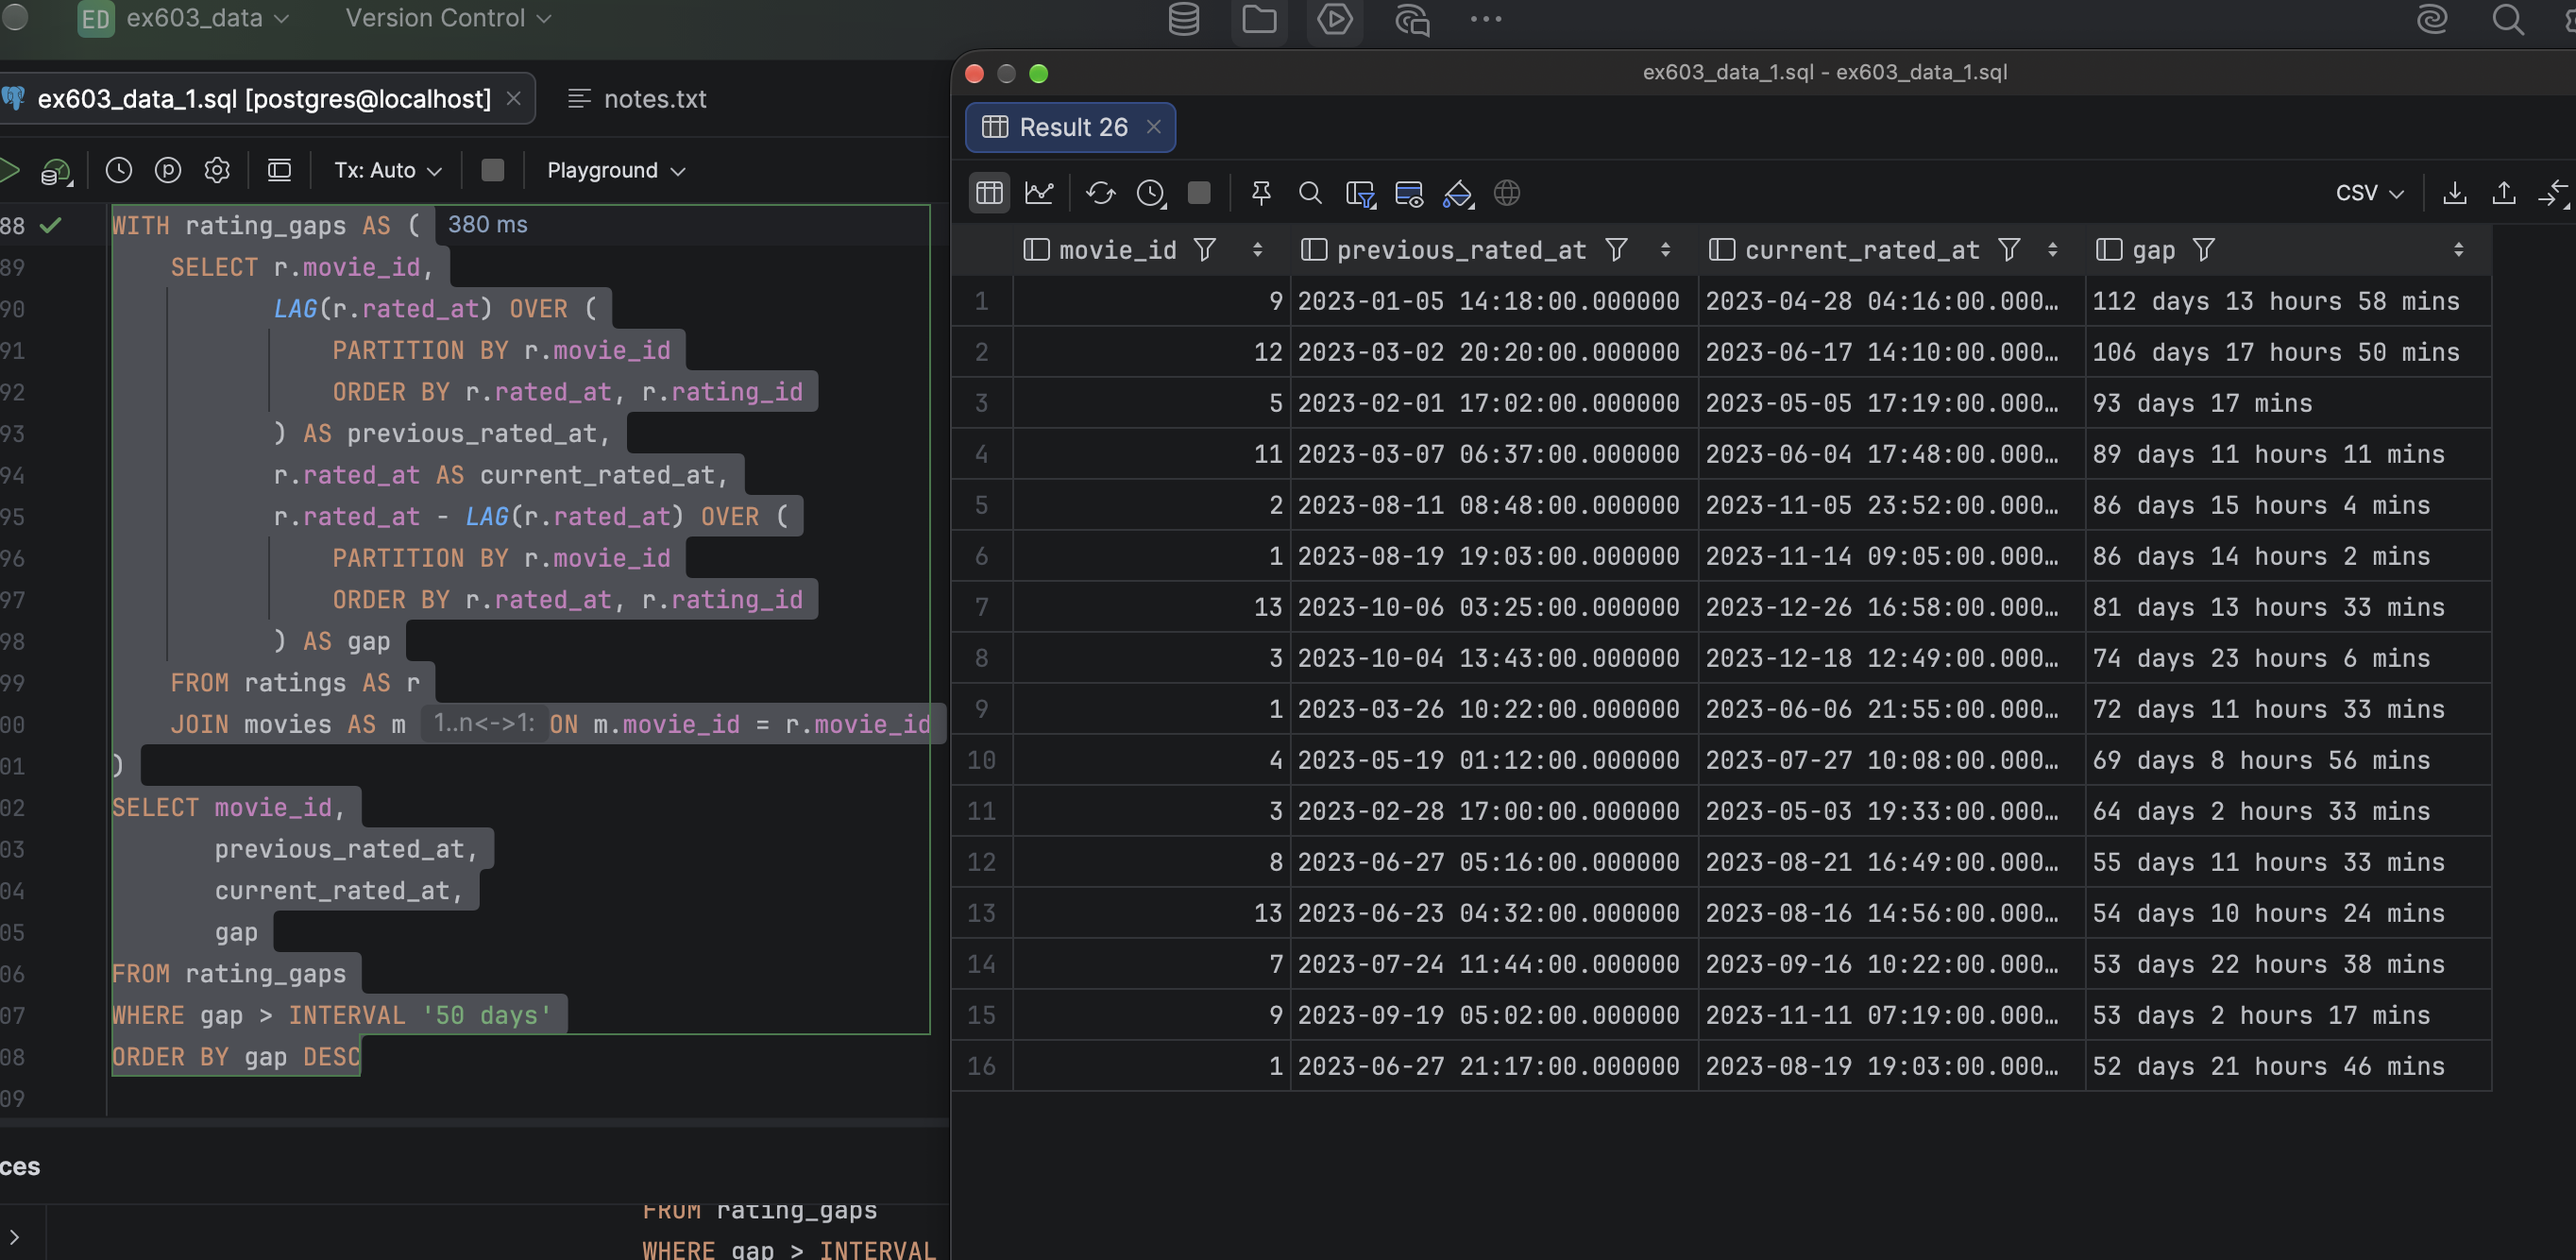 ED ex603_data Version Control
ex603_data_1.sql [postgres@localhost] notes.txt
Tx: Auto Playground
88 WITH rating_gaps AS ( 380 ms
89 SELECT r.movie_id,
90 LAG(r.rated_at) OVER (
91 PARTITION BY r.movie_id
92 ORDER BY r.rated_at, r.rating_id
93 ) AS previous_rated_at,
94 r.rated_at AS current_rated_at,
95 r.rated_at - LAG(r.rated_at) OVER (
96 PARTITION BY r.movie_id
97 ORDER BY r.rated_at, r.rating_id
98 ) AS gap
99 FROM ratings AS r
00 JOIN movies AS m 1..n<->1: ON m.movie_id = r.movie_id
01 )
02 SELECT movie_id,
03 previous_rated_at,
04 current_rated_at,
05 gap
06 FROM rating_gaps
07 WHERE gap > INTERVAL '50 days'
08 ORDER BY gap DESC
09
ces
FROM rating_gaps
WHERE gap > INTERVAL
ex603_data_1.sql - ex603_data_1.sql
Result 26
CSV
movie_id previous_rated_at current_rated_at gap
1 9 2023-01-05 14:18:00.000000 2023-04-28 04:16:00.000… 112 days 13 hours 58 mins
2 12 2023-03-02 20:20:00.000000 2023-06-17 14:10:00.000… 106 days 17 hours 50 mins
3 5 2023-02-01 17:02:00.000000 2023-05-05 17:19:00.000… 93 days 17 mins
4 11 2023-03-07 06:37:00.000000 2023-06-04 17:48:00.000… 89 days 11 hours 11 mins
5 2 2023-08-11 08:48:00.000000 2023-11-05 23:52:00.000… 86 days 15 hours 4 mins
6 1 2023-08-19 19:03:00.000000 2023-11-14 09:05:00.000… 86 days 14 hours 2 mins
7 13 2023-10-06 03:25:00.000000 2023-12-26 16:58:00.000… 81 days 13 hours 33 mins
8 3 2023-10-04 13:43:00.000000 2023-12-18 12:49:00.000… 74 days 23 hours 6 mins
9 1 2023-03-26 10:22:00.000000 2023-06-06 21:55:00.000… 72 days 11 hours 33 mins
10 4 2023-05-19 01:12:00.000000 2023-07-27 10:08:00.000… 69 days 8 hours 56 mins
11 3 2023-02-28 17:00:00.000000 2023-05-03 19:33:00.000… 64 days 2 hours 33 mins
12 8 2023-06-27 05:16:00.000000 2023-08-21 16:49:00.000… 55 days 11 hours 33 mins
13 13 2023-06-23 04:32:00.000000 2023-08-16 14:56:00.000… 54 days 10 hours 24 mins
14 7 2023-07-24 11:44:00.000000 2023-09-16 10:22:00.000… 53 days 22 hours 38 mins
15 9 2023-09-19 05:02:00.000000 2023-11-11 07:19:00.000… 53 days 2 hours 17 mins
16 1 2023-06-27 21:17:00.000000 2023-08-19 19:03:00.000… 52 days 21 hours 46 mins